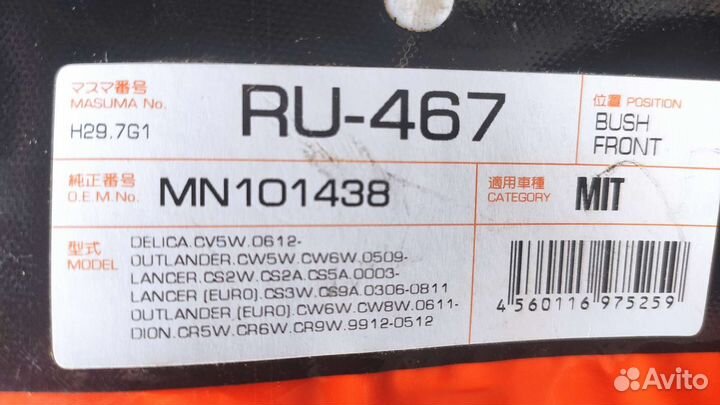 マスマ番号
MASUMA No.
H29.7G1
RU-467
位置 POSITION
BUSH
FRONT
純正番号
O.E.M.No.
MN101438
適用車種
CATEGORY
MIT
型式
MODEL
DELICA.CV5W.0612-
OUTLANDER.CW5W.CW6W.0509-
LANCER.CS2W.CS2A.CS5A.0003-
LANCER (EURO).CS3W.CS9A.0306-0811
OUTLANDER (EURO).CW6W.CW8W.0611-
DION.CR5W.CR6W.CR9W.9912-0512
4 560116 975259
Avito